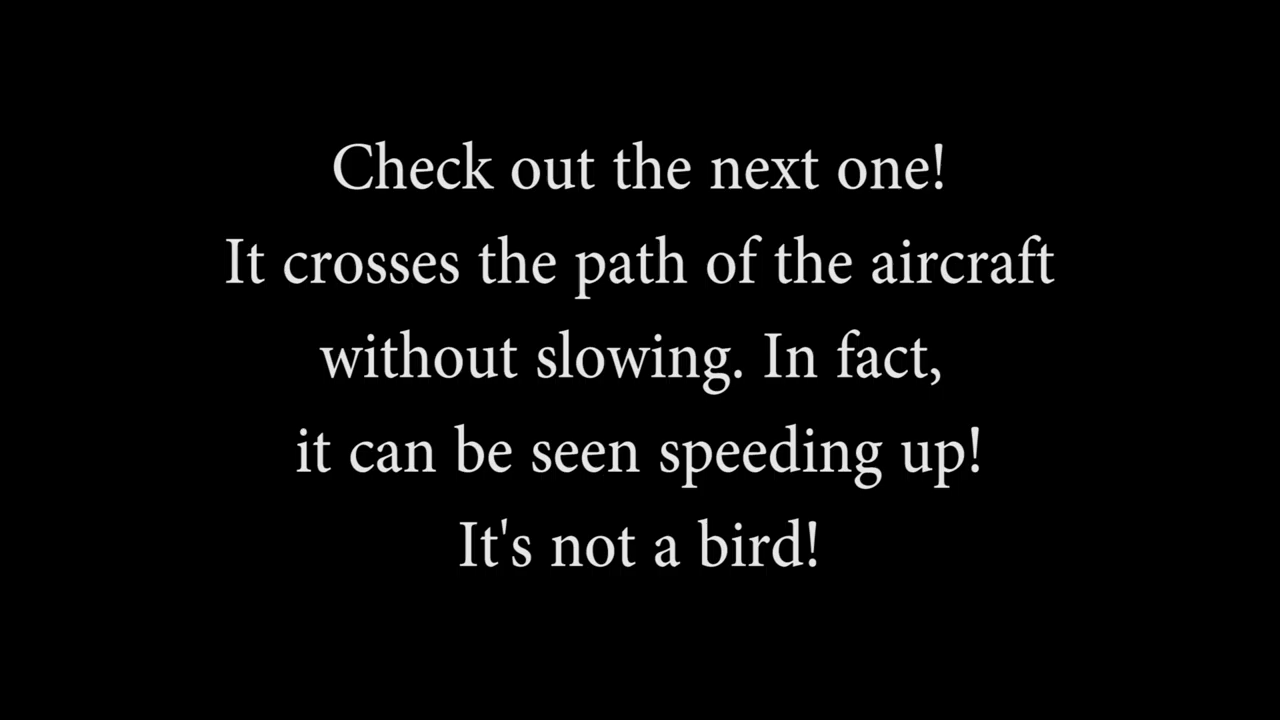 Check out the next one!
It crosses the path of the aircraft
without slowing. In fact,
it can be seen speeding up!
It's not a bird!